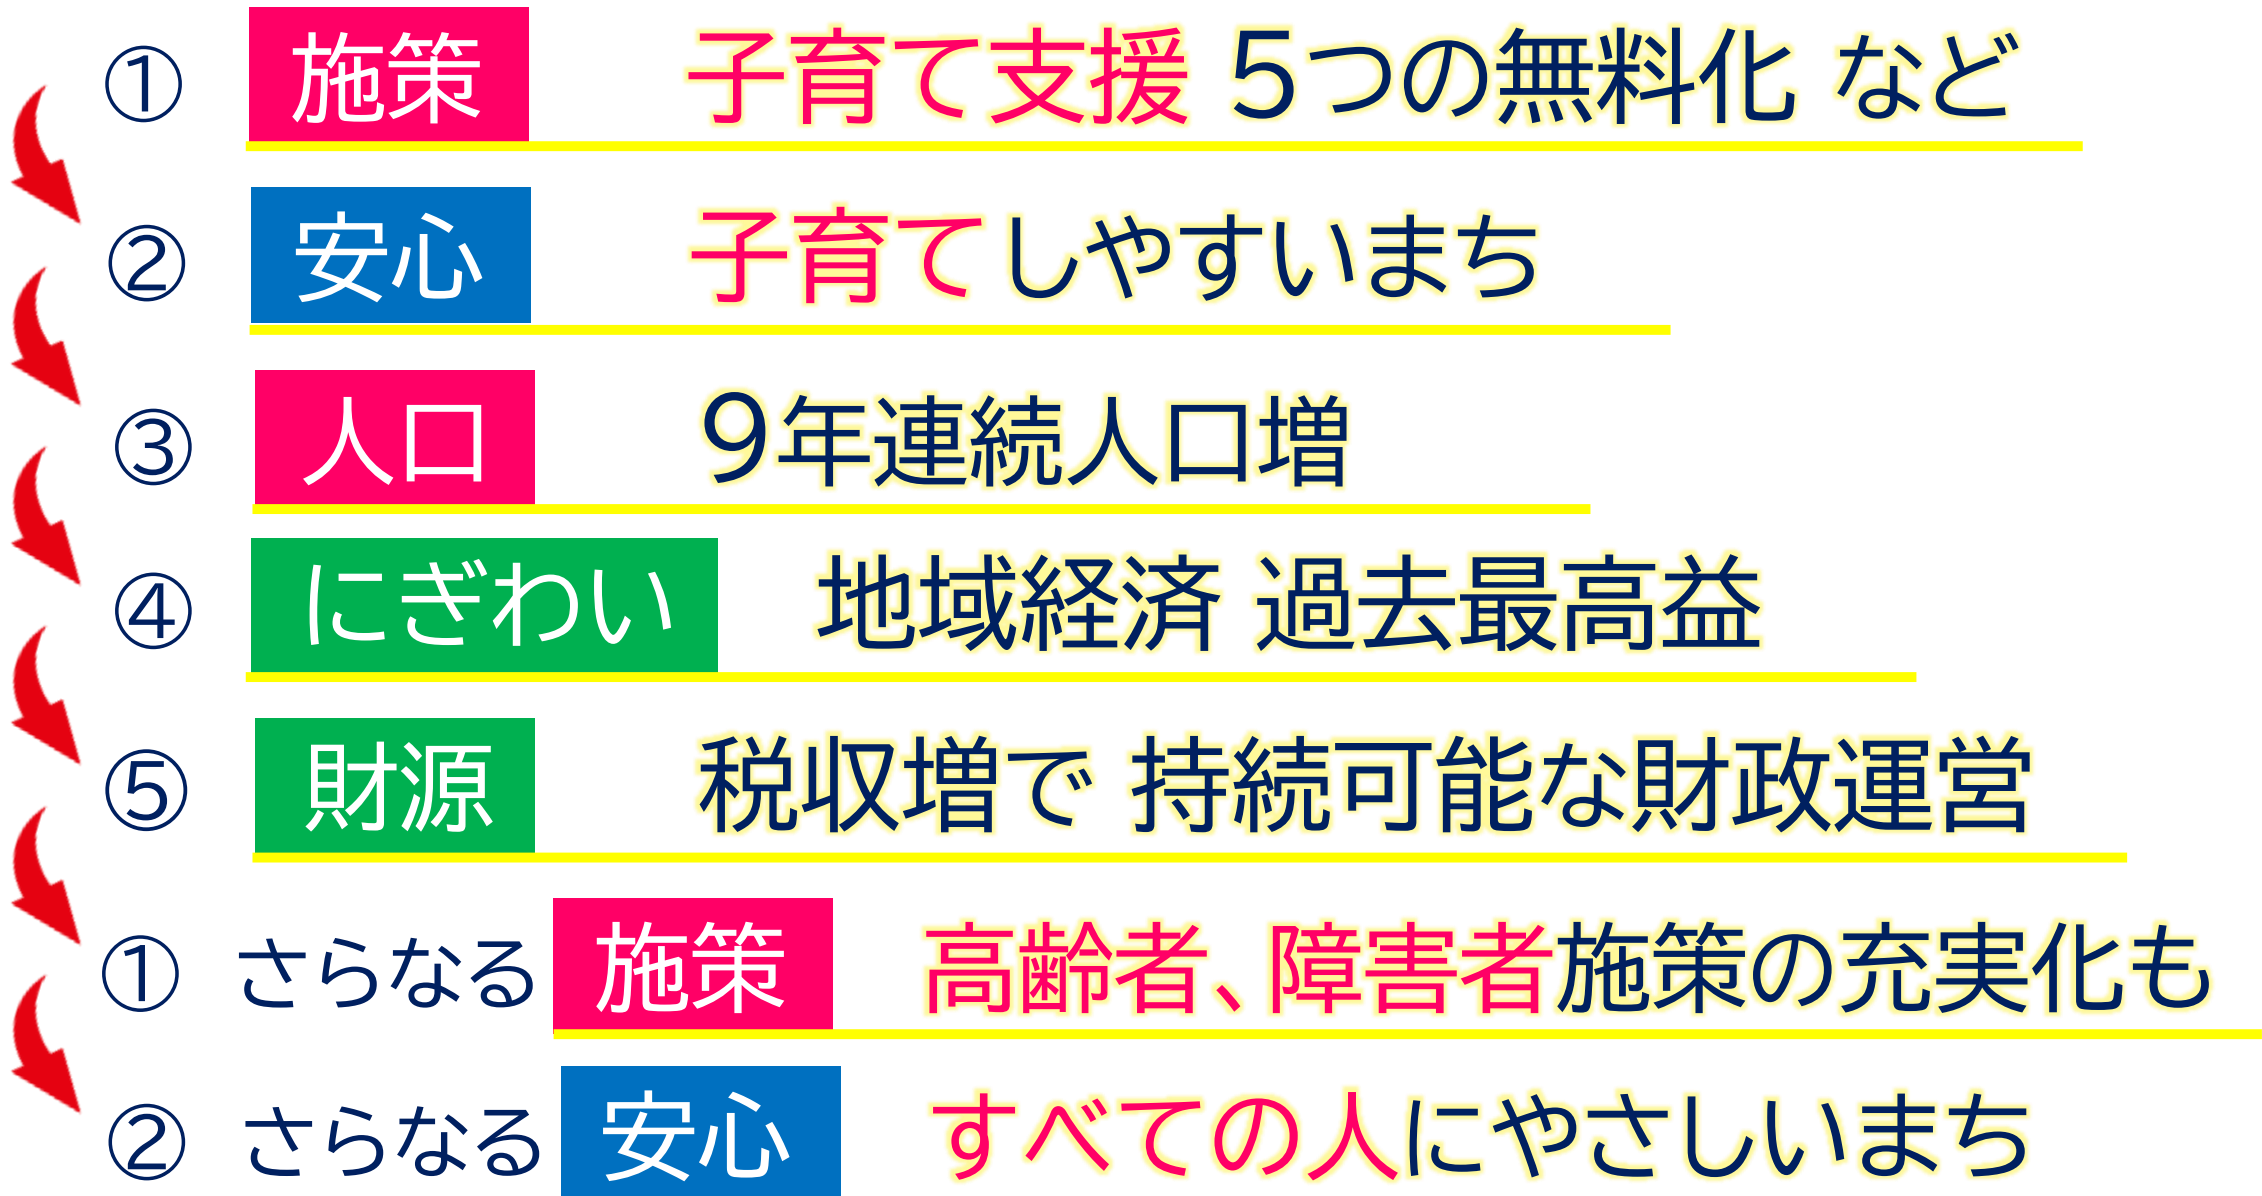 ① 施策 子育て支援 5つの無料化 など
② 安心 子育てしやすいまち
③ 人口 9年連続人口増
④ にぎわい 地域経済 過去最高益
⑤ 財源 税収増で 持続可能な財政運営
① さらなる 施策 高齢者、障害者施策の充実化も
② さらなる 安心 すべての人にやさしいまち